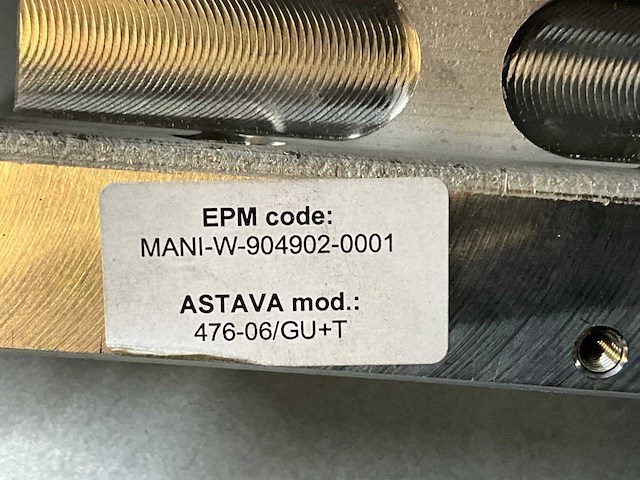 EPM code:
MANI-W-904902-0001
ASTAVA mod.:
476-06/GU+T